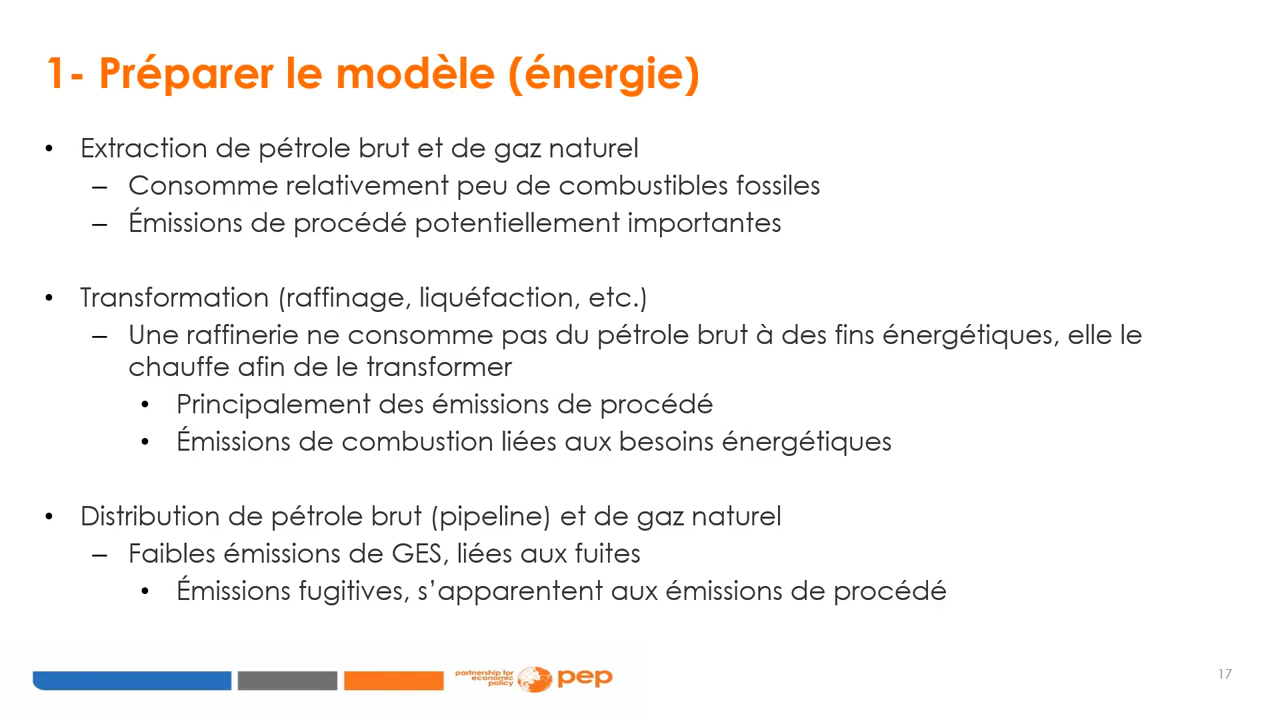 1- Préparer le modèle (énergie)
• Extraction de pétrole brut et de gaz naturel
– Consomme relativement peu de combustibles fossiles
– Émissions de procédé potentiellement importantes
• Transformation (raffinage, liquéfaction, etc.)
– Une raffinerie ne consomme pas du pétrole brut à des fins énergétiques, elle le
chauffe afin de le transformer
• Principalement des émissions de procédé
• Émissions de combustion liées aux besoins énergétiques
• Distribution de pétrole brut (pipeline) et de gaz naturel
– Faibles émissions de GES, liées aux fuites
• Émissions fugitives, s’apparentent aux émissions de procédé
partnership for
economic
policy
pep
17